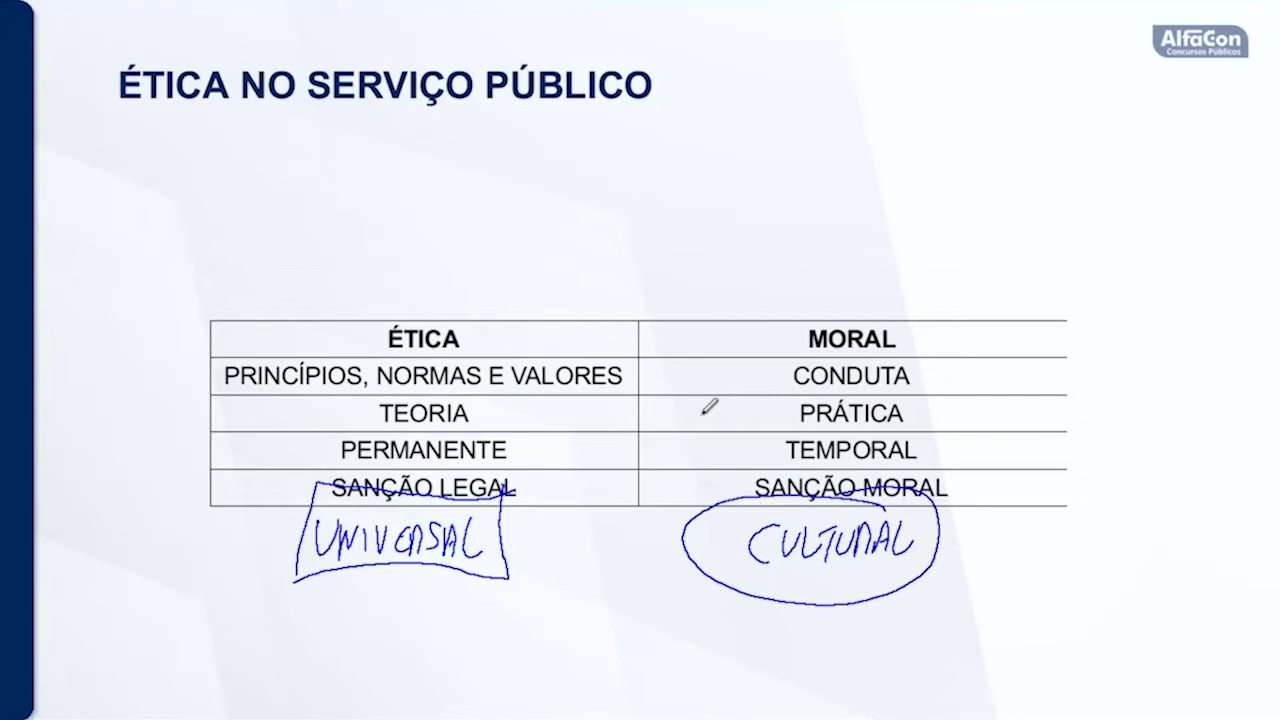 AlfaCon
Concursos Públicos
ÉTICA NO SERVIÇO PÚBLICO
ÉTICA MORAL
PRINCÍPIOS, NORMAS E VALORES CONDUTA
TEORIA PRÁTICA
PERMANENTE TEMPORAL
SANÇÃO LEGAL SANÇÃO MORAL
UNIVERSAL CULTURAL